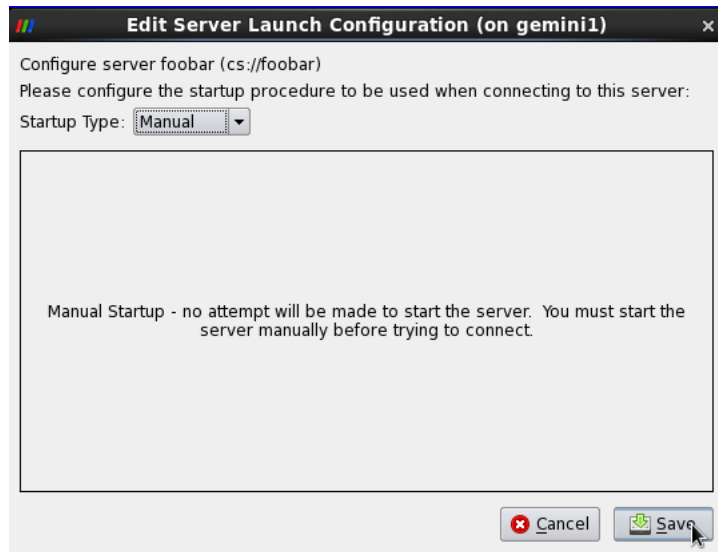 Edit Server Launch Configuration (on gemini1)
Configure server foobar (cs://foobar)
Please configure the startup procedure to be used when connecting to this server:
Startup Type: Manual
Manual Startup - no attempt will be made to start the server.  You must start the
server manually before trying to connect.
Cancel Save